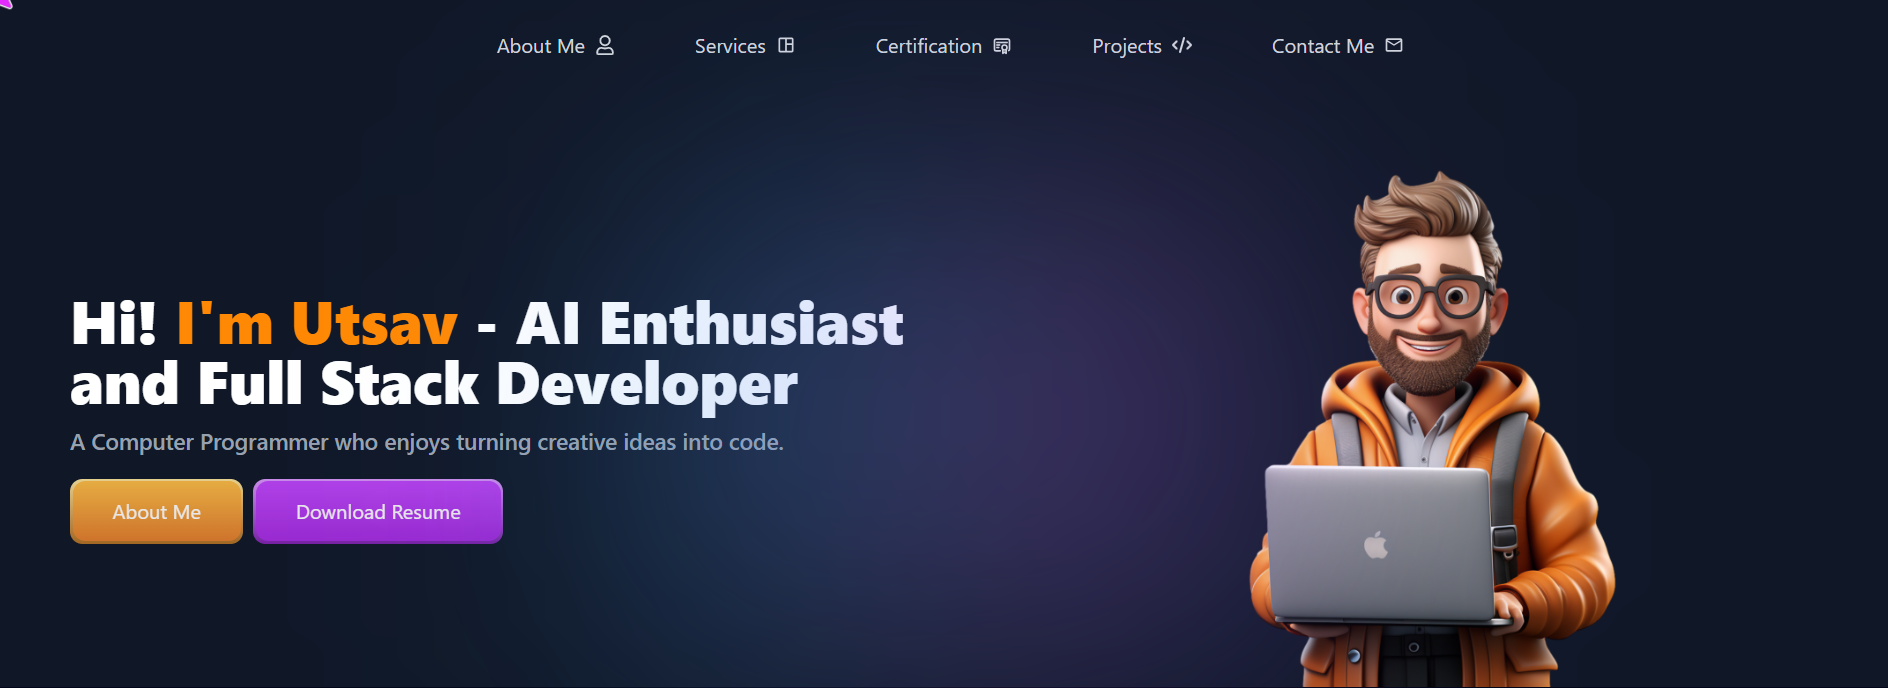 About Me
Services
Certification
Projects
Contact Me
Hi! I'm Utsav - AI Enthusiast
and Full Stack Developer
A Computer Programmer who enjoys turning creative ideas into code.
About Me
Download Resume